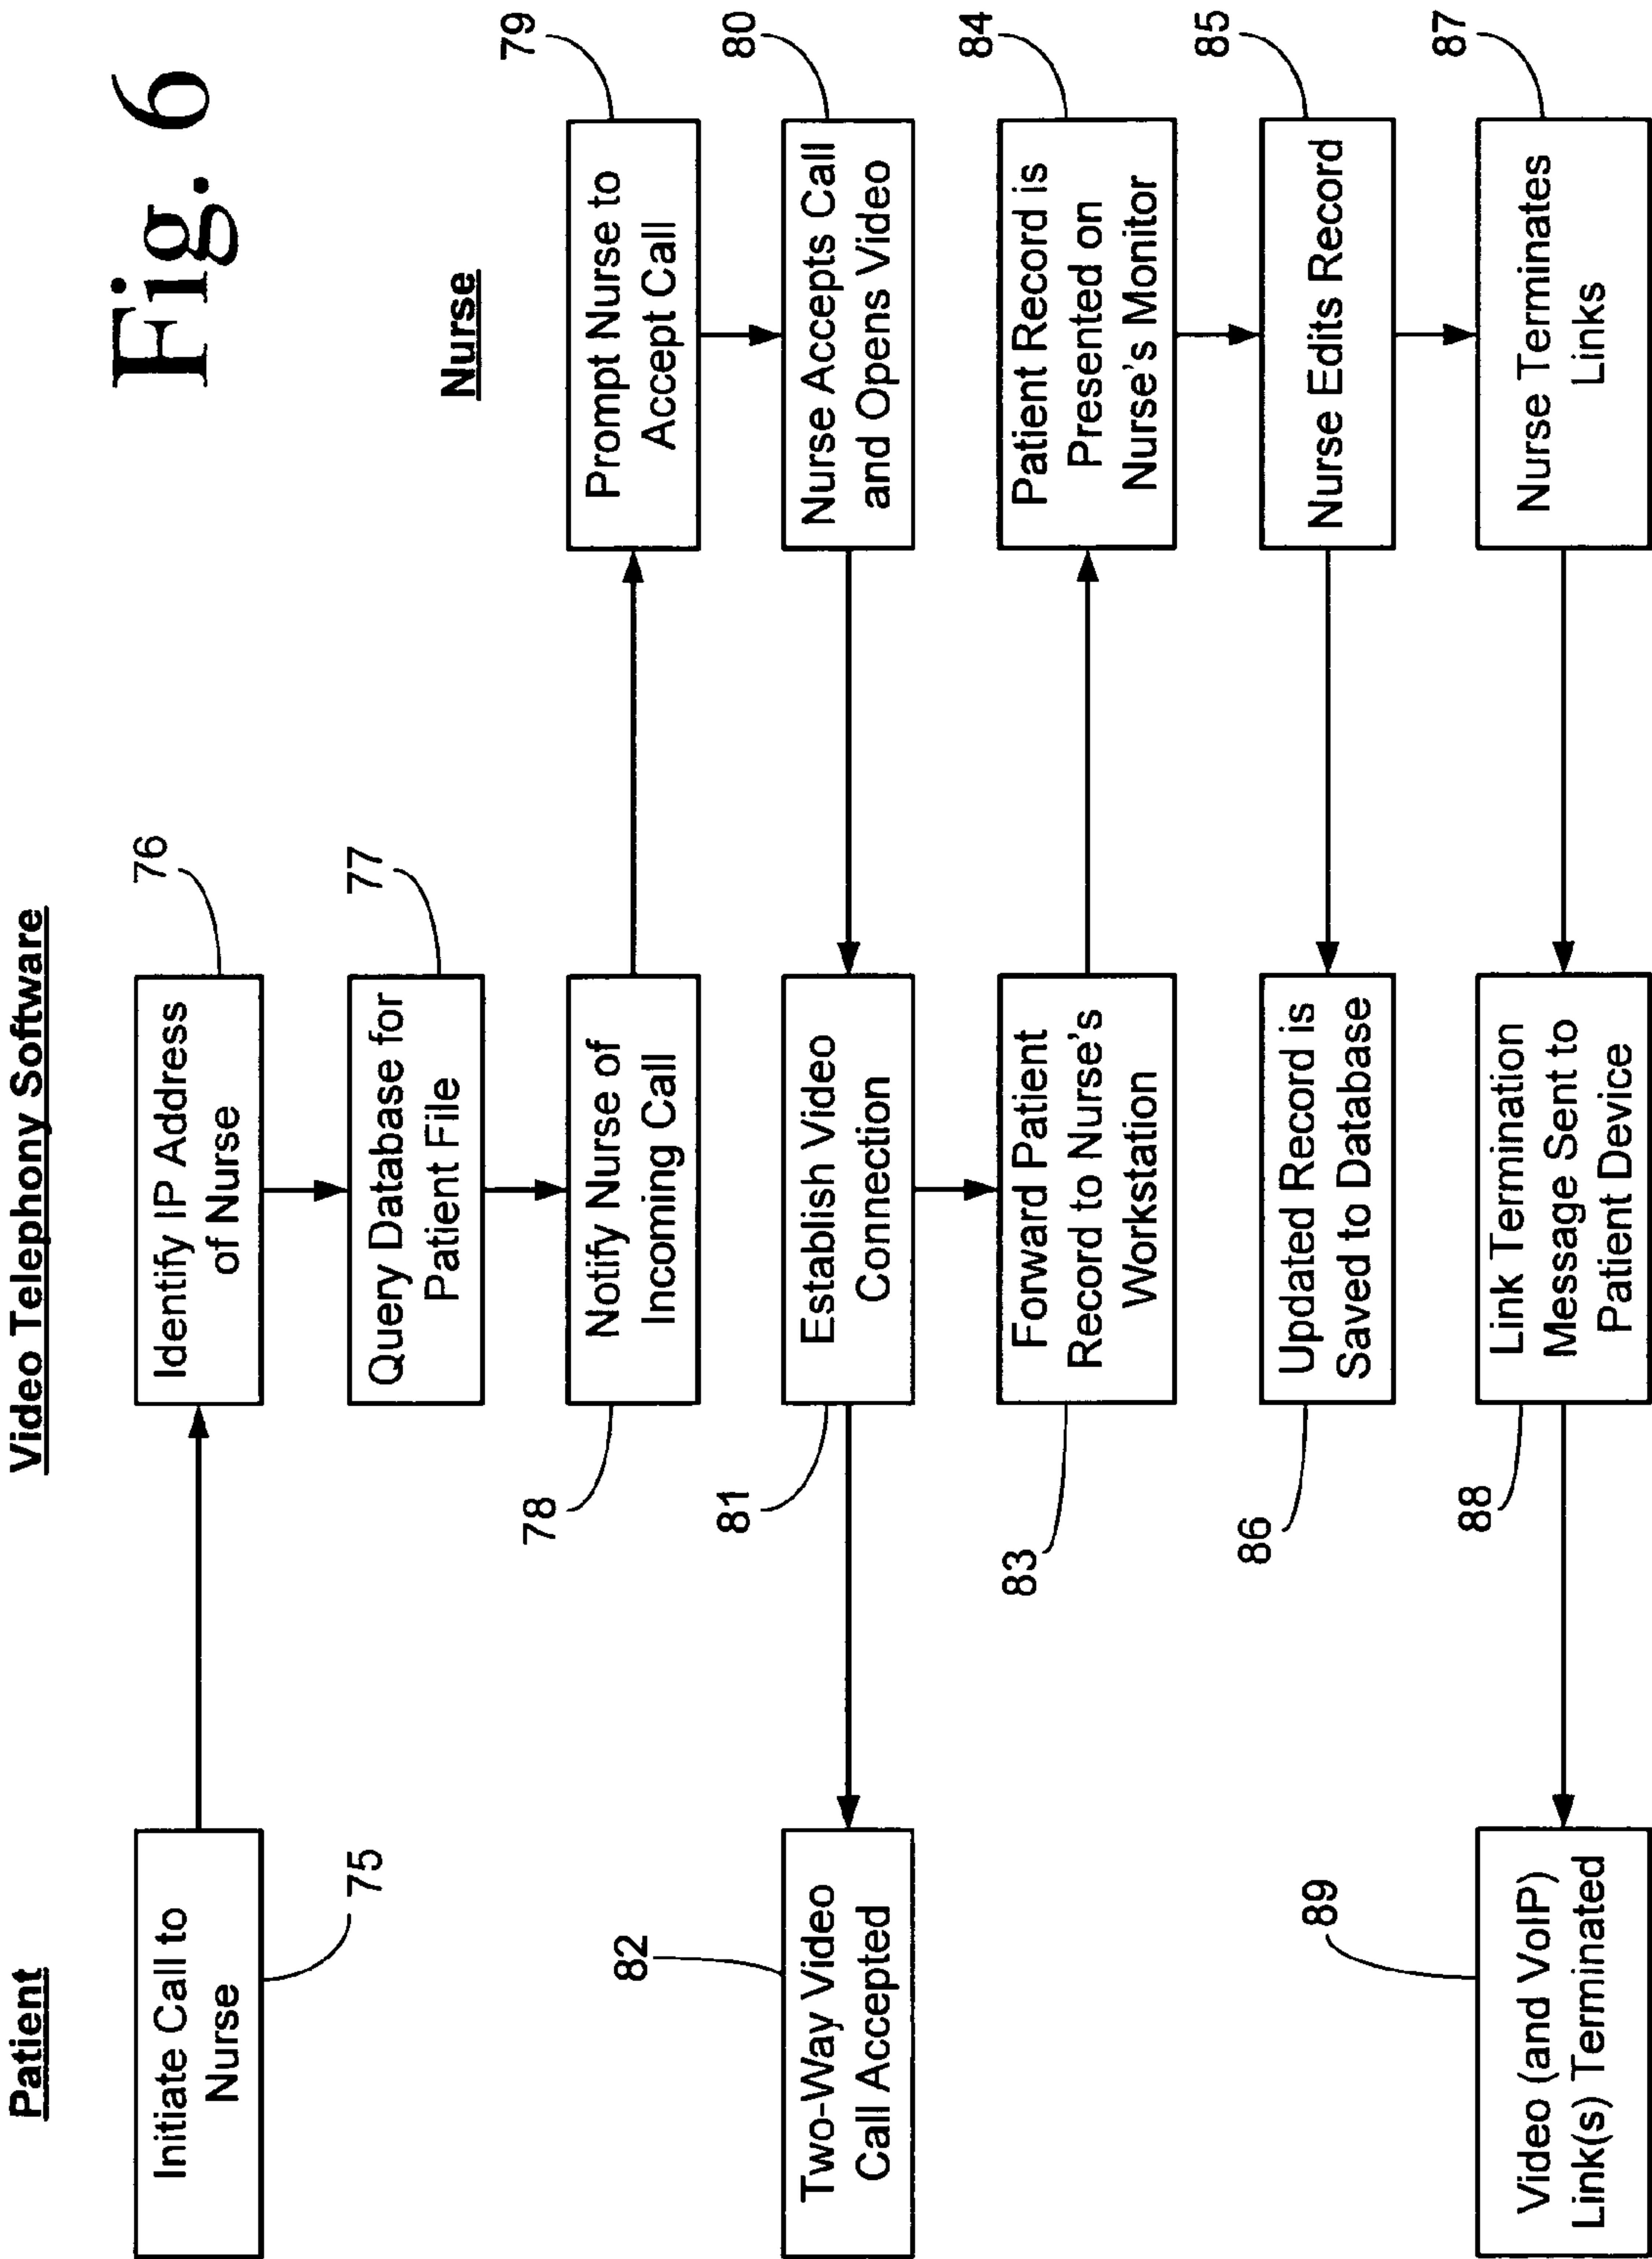 Fig. 6
Patient
Video Telephony Software
Nurse
Initiate Call to
Nurse
75
Identify IP Address
of Nurse
76
Query Database for
Patient File
77
Notify Nurse of
Incoming Call
78
Prompt Nurse to
Accept Call
79
Nurse Accepts Call
and Opens Video
80
Establish Video
Connection
81
Two-Way Video
Call Accepted
82
Forward Patient
Record to Nurse's
Workstation
83
Patient Record is
Presented on
Nurse's Monitor
84
Nurse Edits Record
85
Updated Record is
Saved to Database
86
Nurse Terminates
Links
87
Link Termination
Message Sent to
Patient Device
88
Video (and VoIP)
Link(s) Terminated
89